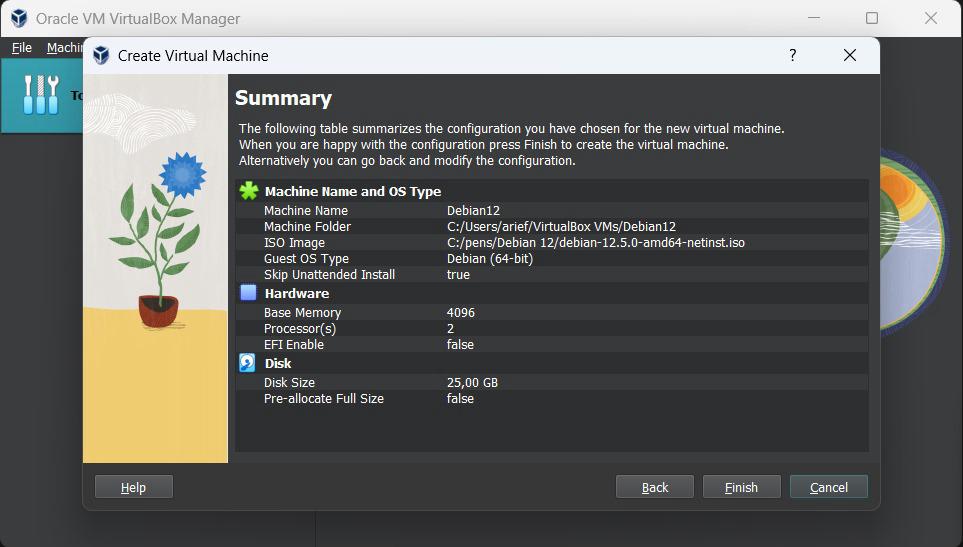 Oracle VM VirtualBox Manager
File Machin
To
Create Virtual Machine ?
Summary
The following table summarizes the configuration you have chosen for the new virtual machine.
When you are happy with the configuration press Finish to create the virtual machine.
Alternatively you can go back and modify the configuration.
Machine Name and OS Type
Machine Name Debian12
Machine Folder C:/Users/arief/VirtualBox VMs/Debian12
ISO Image C:/pens/Debian 12/debian-12.5.0-amd64-netinst.iso
Guest OS Type Debian (64-bit)
Skip Unattended Install true
Hardware
Base Memory 4096
Processor(s) 2
EFI Enable false
Disk
Disk Size 25,00 GB
Pre-allocate Full Size false
Help Back Finish Cancel